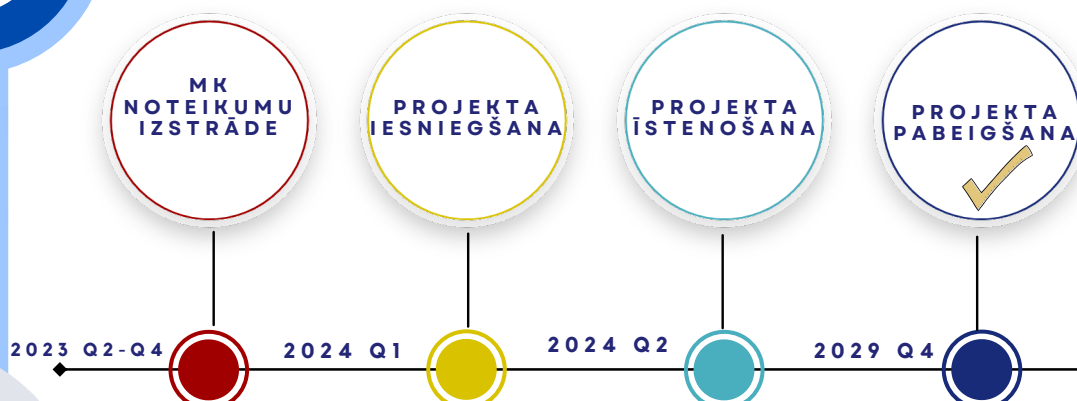 MK
NOTEIKUMU
IZSTRĀDE
PROJEKTA
IESNIEGŠANA
PROJEKTA
ĪSTENOŠANA
PROJEKTA
PABEIGŠANA
2023 Q2-Q4
2024 Q1
2024 Q2
2029 Q4